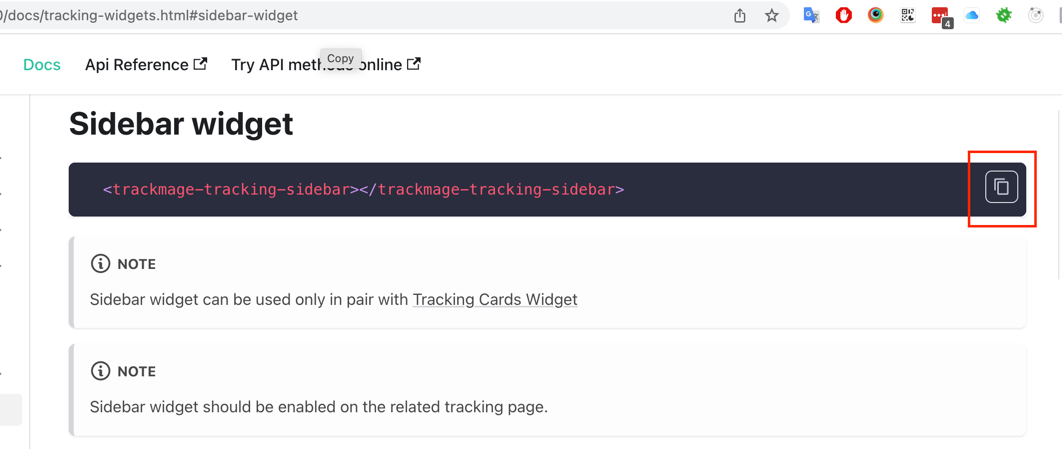 0/docs/tracking-widgets.html#sidebar-widget
4
Docs Api Reference Try API methods online
Copy
Sidebar widget
<trackmage-tracking-sidebar></trackmage-tracking-sidebar>
NOTE
Sidebar widget can be used only in pair with Tracking Cards Widget
NOTE
Sidebar widget should be enabled on the related tracking page.